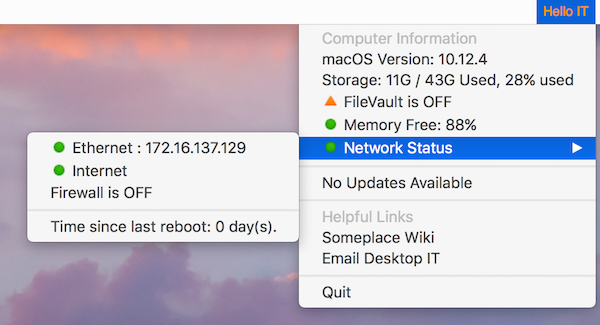 Hello IT
Computer Information
macOS Version: 10.12.4
Storage: 11G / 43G Used, 28% used
FileVault is OFF
Memory Free: 88%
Network Status
No Updates Available
Helpful Links
Someplace Wiki
Email Desktop IT
Quit
Ethernet : 172.16.137.129
Internet
Firewall is OFF
Time since last reboot: 0 day(s).